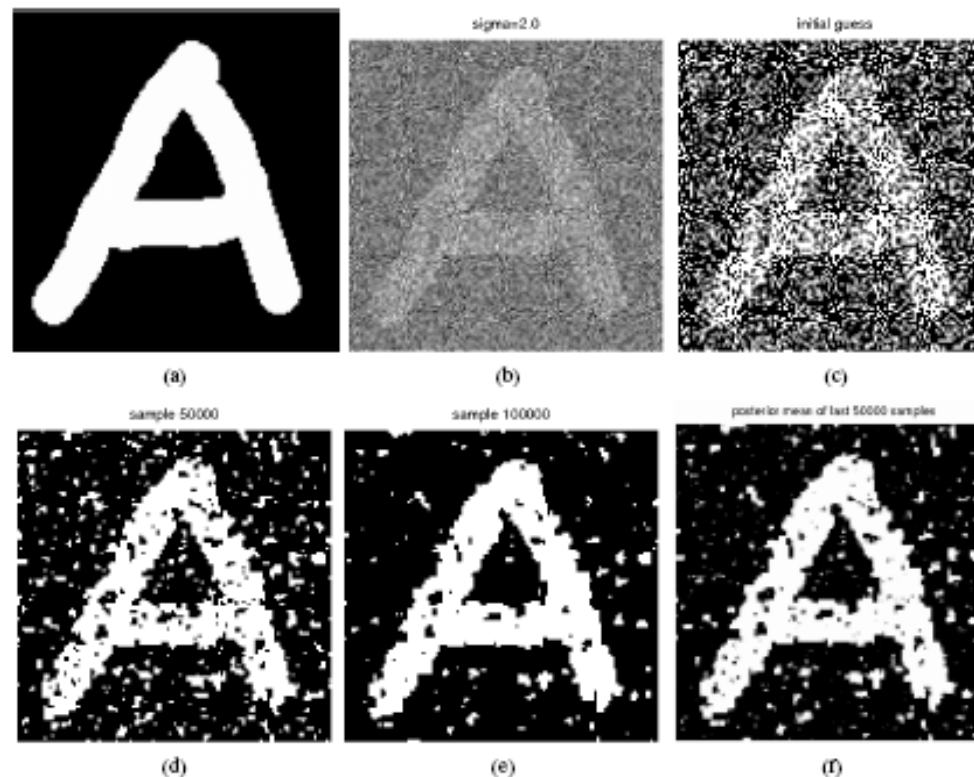 sigma=2.0
initial guess
(a)
(b)
(c)
sample 50000
sample 100000
posterior mean of last 50000 samples
(d)
(e)
(f)